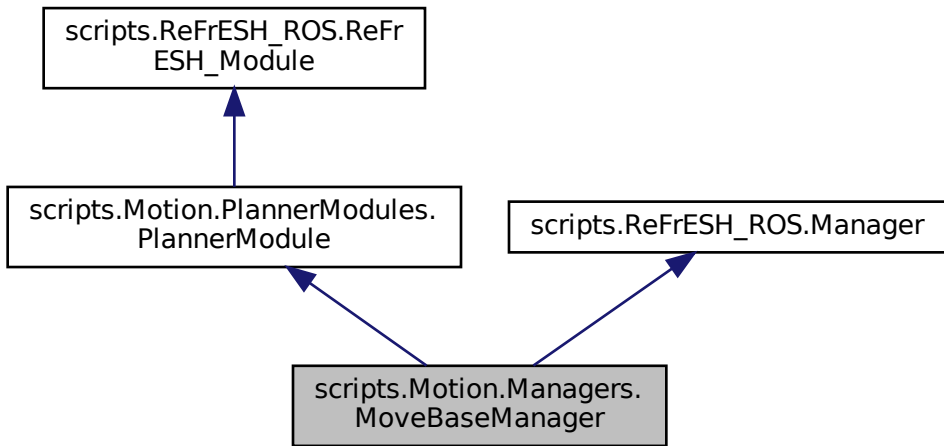 scripts.ReFrESH_ROS.ReFr
ESH_Module
scripts.Motion.PlannerModules.
PlannerModule
scripts.ReFrESH_ROS.Manager
scripts.Motion.Managers.
MoveBaseManager